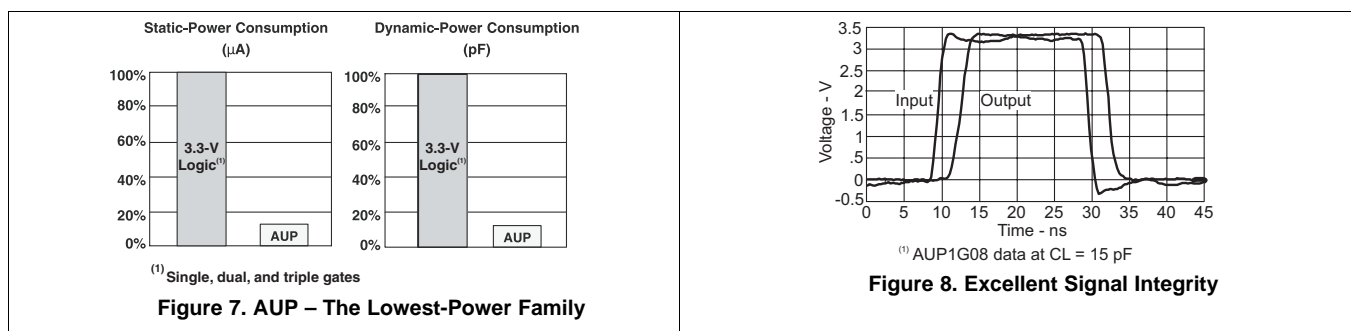 Static-Power Consumption
(µA)
100%
80%
60%
40%
20%
0%
3.3-V
Logic(1)
AUP
Dynamic-Power Consumption
(pF)
100%
80%
60%
40%
20%
0%
3.3-V
Logic(1)
AUP
(1) Single, dual, and triple gates
Figure 7. AUP – The Lowest-Power Family
Voltage - V
3.5
3
2.5
2
1.5
1
.5
0
-0.5
Input
Output
0 5 10 15 20 25 30 35 40 45
Time - ns
(1) AUP1G08 data at CL = 15 pF
Figure 8. Excellent Signal Integrity